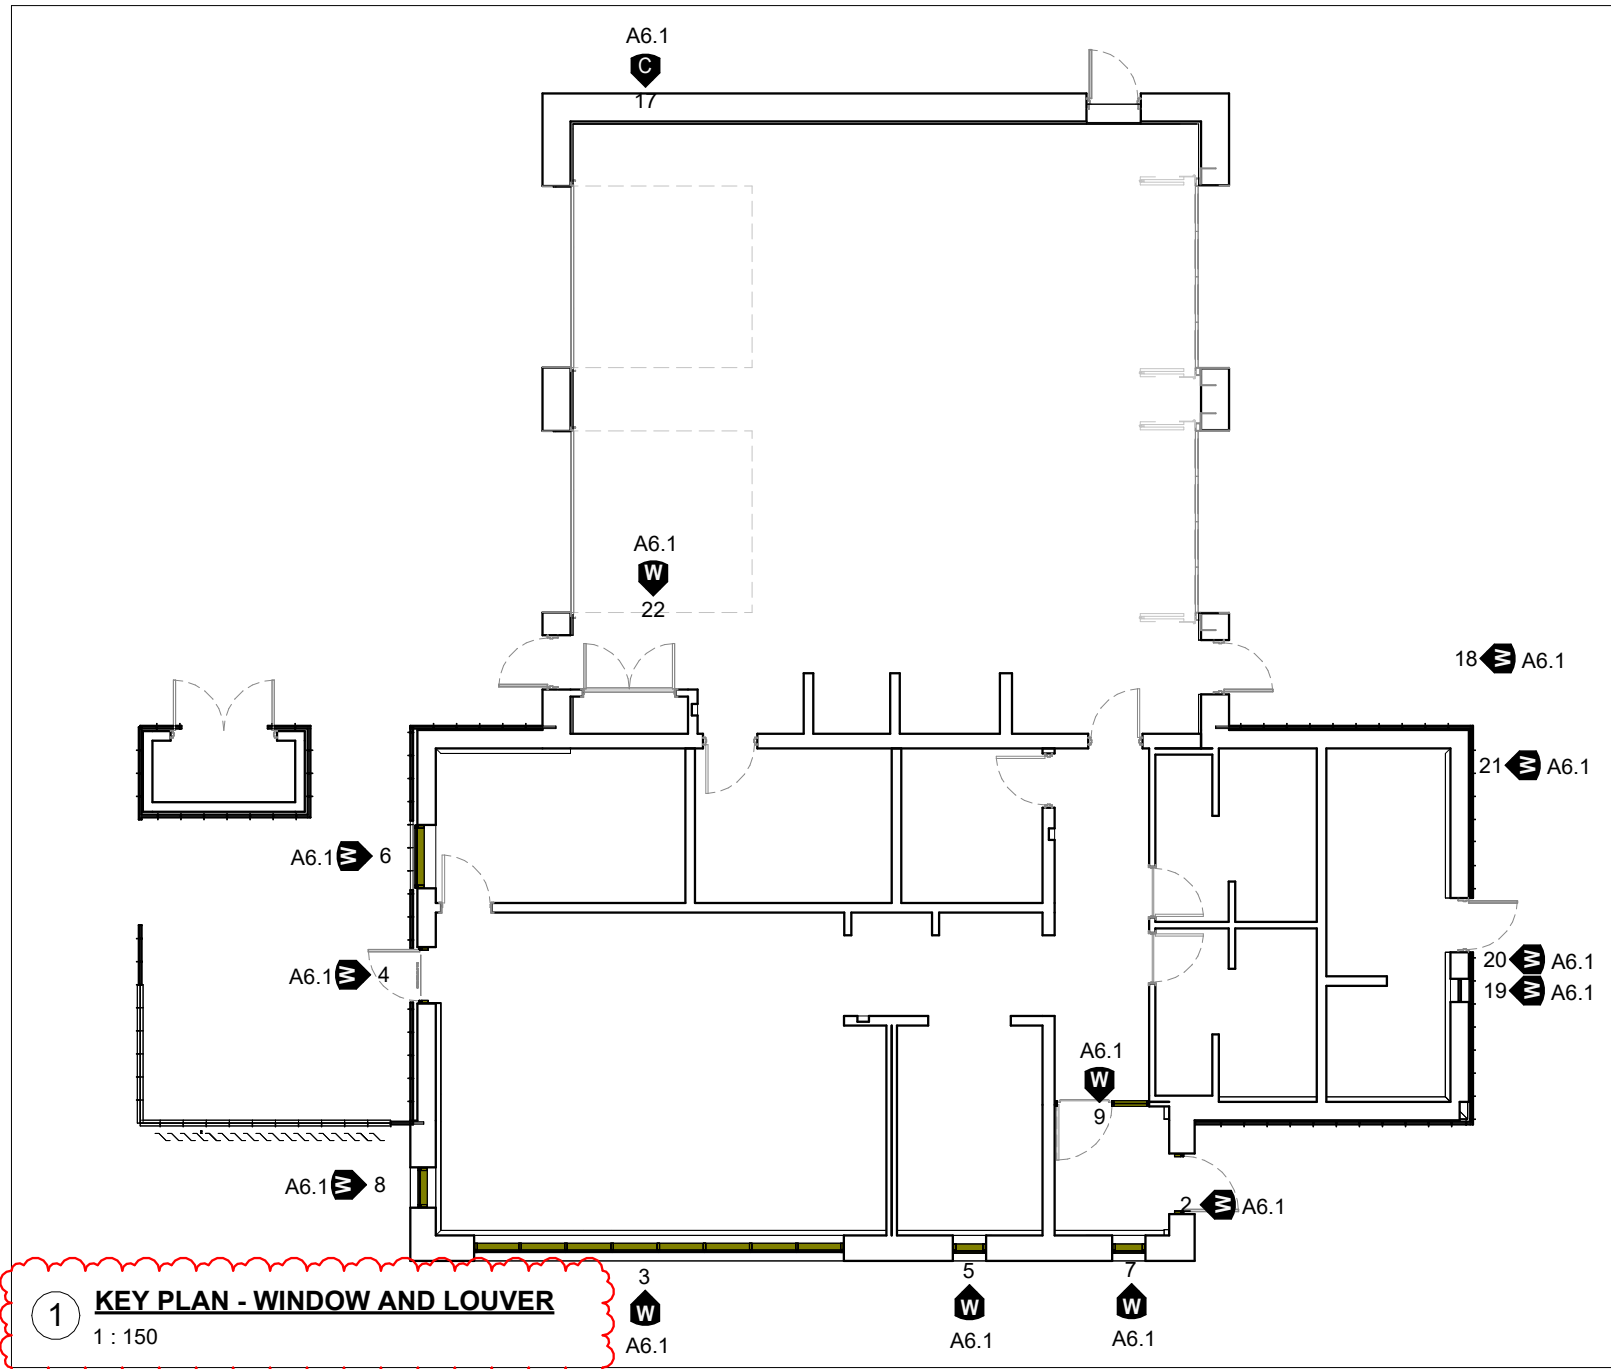 A6.1
C
17
A6.1
W
22
18 W A6.1
21 W A6.1
A6.1 W 6
20 W A6.1
A6.1 W 4
19 W A6.1
A6.1
W
9
A6.1 W 8
2 W A6.1
3
W
A6.1
5
W
A6.1
7
W
A6.1
1 KEY PLAN - WINDOW AND LOUVER
1 : 150